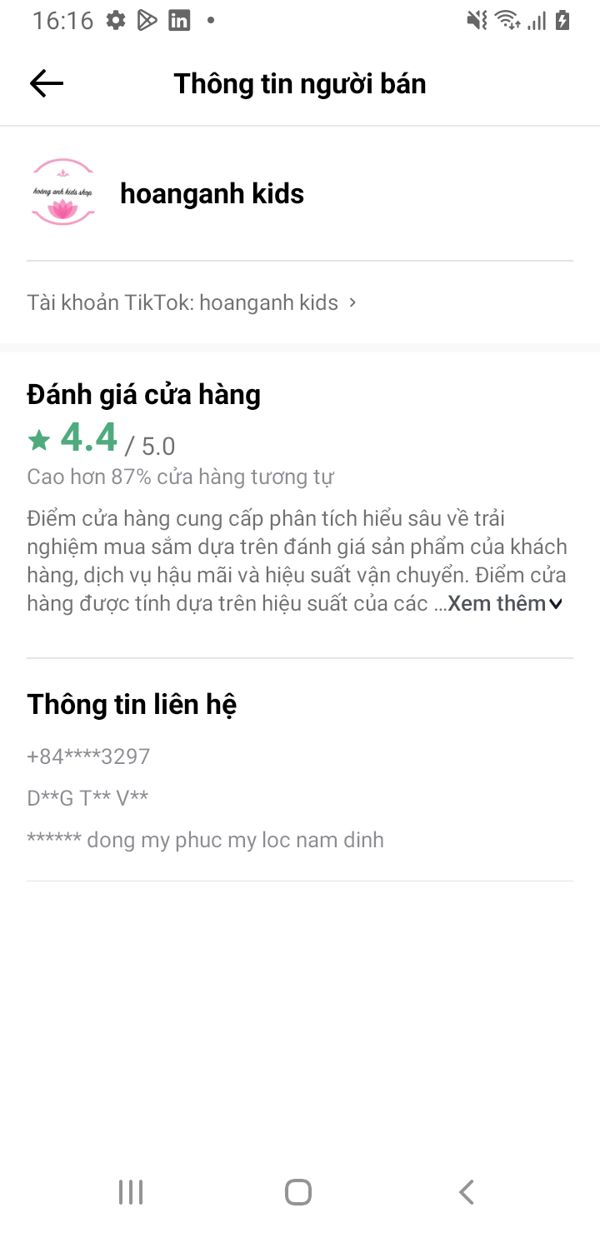 16:16
Thông tin người bán
hoàng anh kids shop
hoanganh kids
Tài khoản TikTok: hoanganh kids
Đánh giá cửa hàng
4.4 / 5.0
Cao hơn 87% cửa hàng tương tự
Điểm cửa hàng cung cấp phân tích hiểu sâu về trải
nghiệm mua sắm dựa trên đánh giá sản phẩm của khách
hàng, dịch vụ hậu mãi và hiệu suất vận chuyển. Điểm cửa
hàng được tính dựa trên hiệu suất của các ...Xem thêm
Thông tin liên hệ
+84****3297
D**G T** V**
****** dong my phuc my loc nam dinh